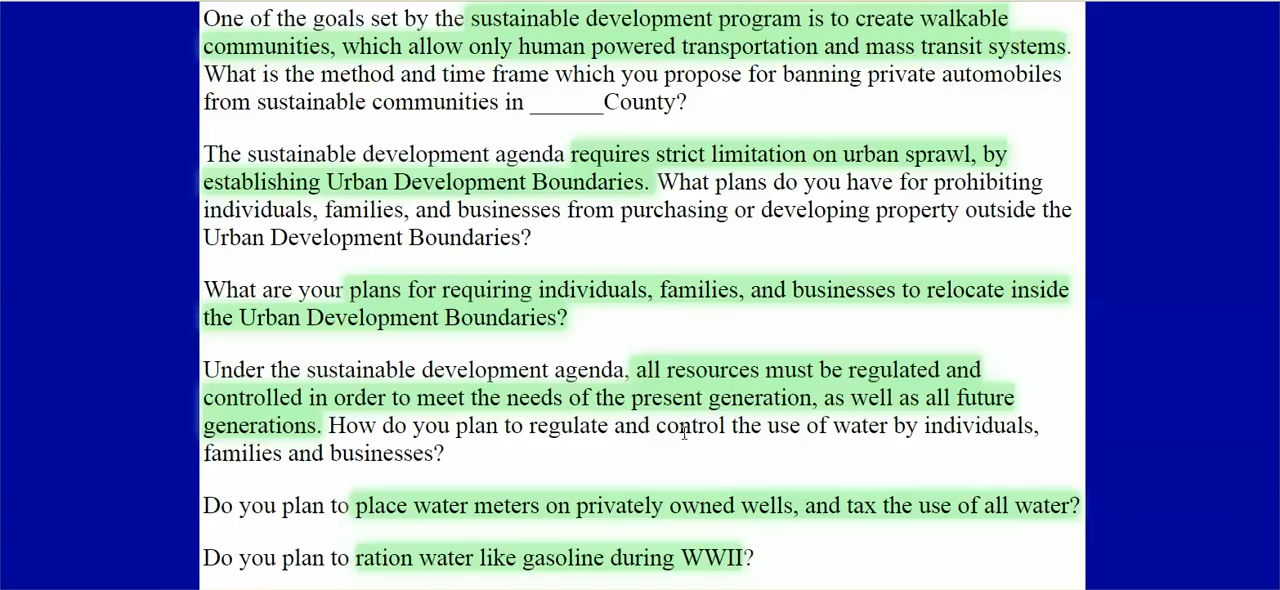 One of the goals set by the sustainable development program is to create walkable
communities, which allow only human powered transportation and mass transit systems.
What is the method and time frame which you propose for banning private automobiles
from sustainable communities in _______County?
The sustainable development agenda requires strict limitation on urban sprawl, by
establishing Urban Development Boundaries. What plans do you have for prohibiting
individuals, families, and businesses from purchasing or developing property outside the
Urban Development Boundaries?
What are your plans for requiring individuals, families, and businesses to relocate inside
the Urban Development Boundaries?
Under the sustainable development agenda, all resources must be regulated and
controlled in order to meet the needs of the present generation, as well as all future
generations. How do you plan to regulate and control the use of water by individuals,
families and businesses?
Do you plan to place water meters on privately owned wells, and tax the use of all water?
Do you plan to ration water like gasoline during WWII?